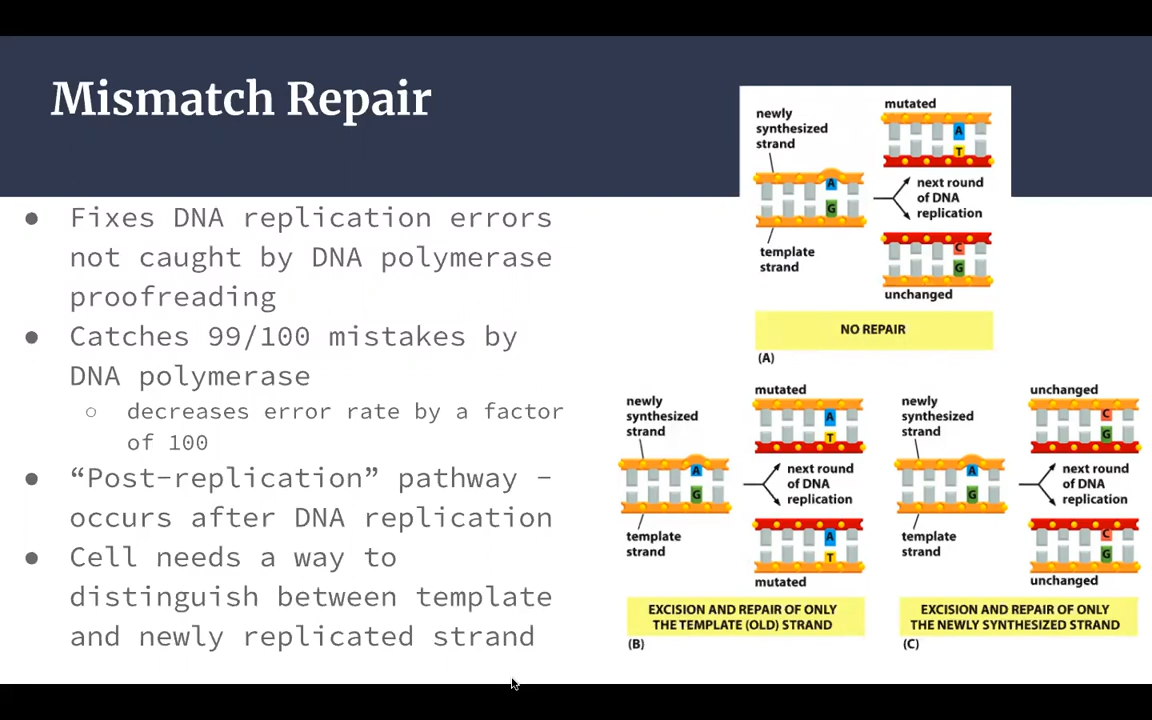 Mismatch Repair
● Fixes DNA replication errors
not caught by DNA polymerase
proofreading
● Catches 99/100 mistakes by
DNA polymerase
○ decreases error rate by a factor
of 100
● “Post-replication” pathway -
occurs after DNA replication
● Cell needs a way to
distinguish between template
and newly replicated strand
newly
synthesized
strand
A
G
template
strand
mutated
A
T
next round
of DNA
replication
C
G
unchanged
NO REPAIR
(A)
newly
synthesized
strand
A
G
template
strand
mutated
A
T
next round
of DNA
replication
A
T
mutated
EXCISION AND REPAIR OF ONLY
THE TEMPLATE (OLD) STRAND
(B)
newly
synthesized
strand
A
G
template
strand
unchanged
C
G
next round
of DNA
replication
C
G
unchanged
EXCISION AND REPAIR OF ONLY
THE NEWLY SYNTHESIZED STRAND
(C)